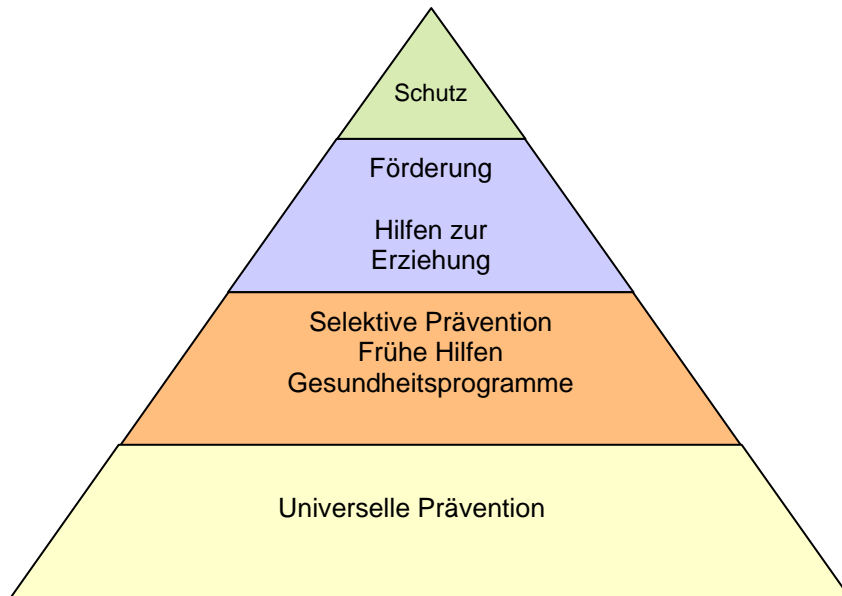 Schutz
Förderung
Hilfen zur
Erziehung
Selektive Prävention
Frühe Hilfen
Gesundheitsprogramme
Universelle Prävention